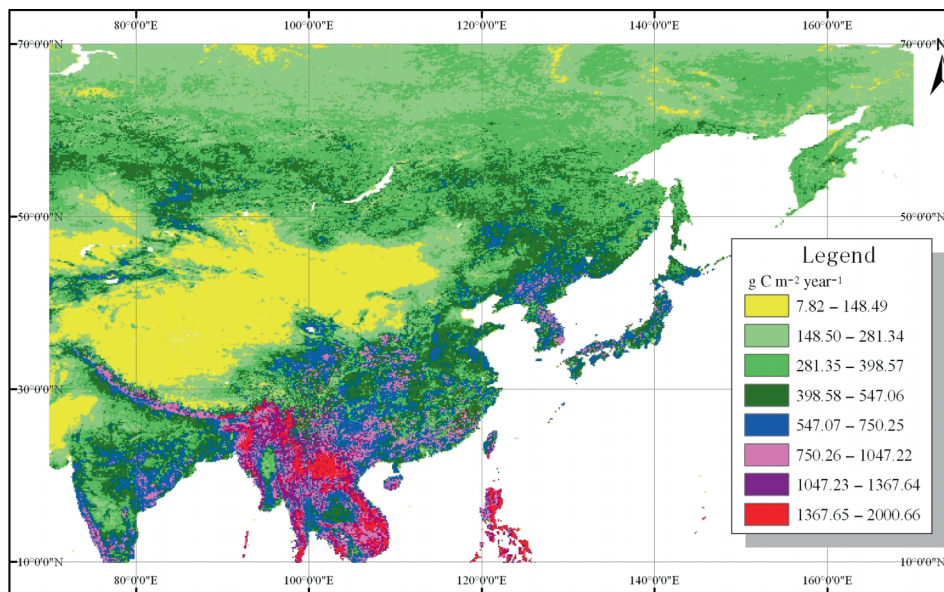 80°0'0"E 100°0'0"E 120°0'0"E 140°0'0"E 160°0'0"E
70°0'0"N 70°0'0"N
N
50°0'0"N 50°0'0"N
30°0'0"N
10°0'0"N 10°0'0"N
80°0'0"E 100°0'0"E 120°0'0"E 140°0'0"E 160°0'0"E
Legend
g C m⁻² year⁻¹
7.82 – 148.49
148.50 – 281.34
281.35 – 398.57
398.58 – 547.06
547.07 – 750.25
750.26 – 1047.22
1047.23 – 1367.64
1367.65 – 2000.66